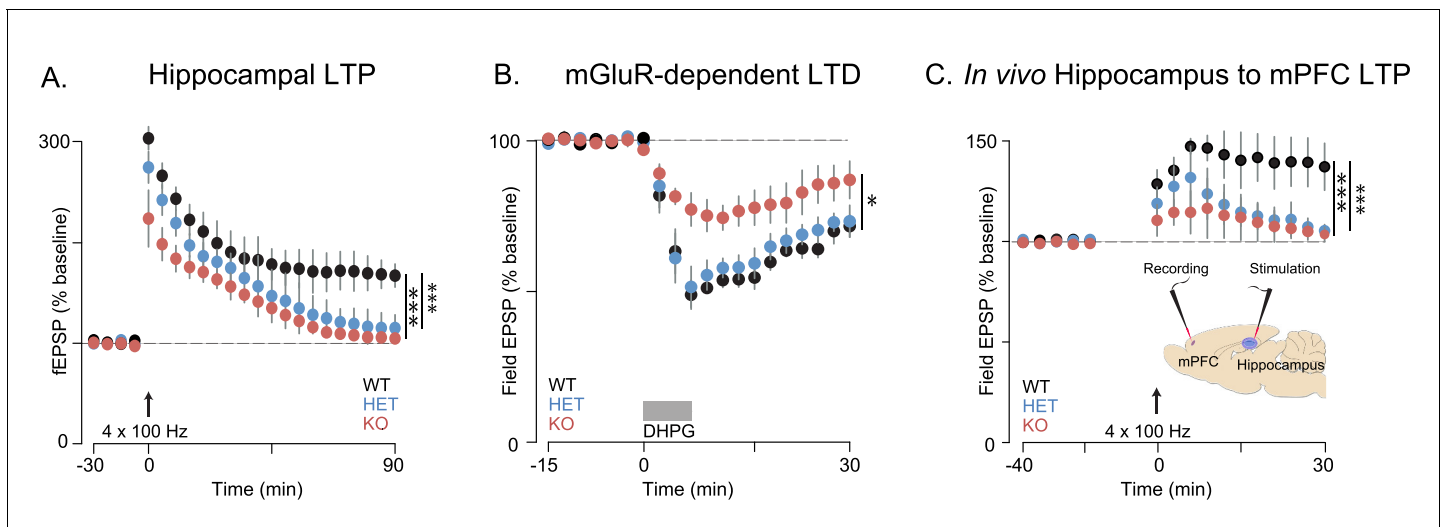 A. Hippocampal LTP
300
0
fEPSP (% baseline)
***
***
WT
HET
KO
4 x 100 Hz
-30 0 90
Time (min)
B. mGluR-dependent LTD
100
0
Field EPSP (% baseline)
*
WT
HET
KO
DHPG
-15 0 30
Time (min)
C. In vivo Hippocampus to mPFC LTP
150
0
Field EPSP (% baseline)
***
***
Recording Stimulation
mPFC Hippocampus
WT
HET
KO
4 x 100 Hz
-40 0 30
Time (min)